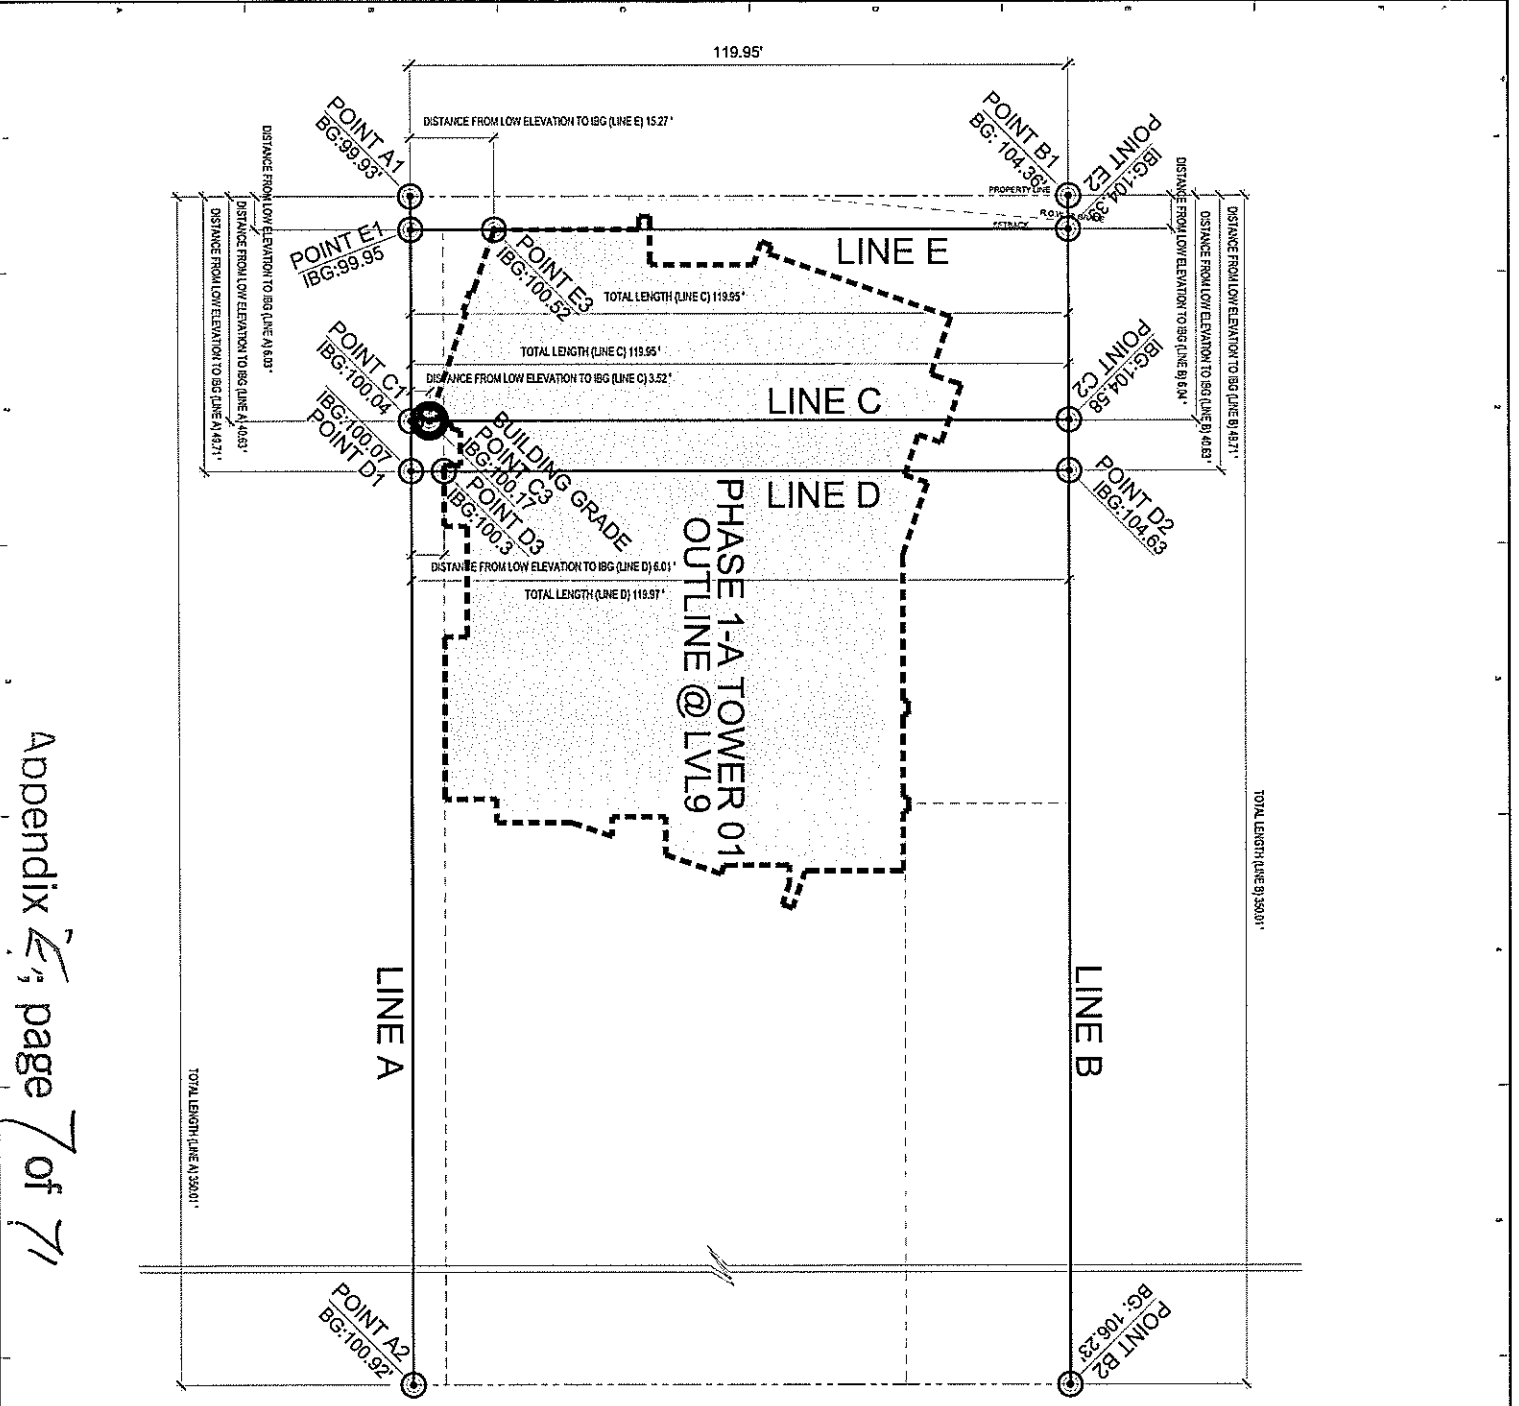 119.95'
DISTANCE FROM LOW ELEVATION TO IBG (LINE E) 15.27'
POINT A1
BG:99.93'
POINT B1
BG: 104.36'
POINT E2
IBG:104.39
PROPERTY LINE
SETBACK
POINT E1
IBG:99.95
POINT E3
IBG:100.52
LINE E
DISTANCE FROM LOW ELEVATION TO IBG (LINE A) 6.03'
DISTANCE FROM LOW ELEVATION TO IBG (LINE A) 40.63'
DISTANCE FROM LOW ELEVATION TO IBG (LINE A) 49.71'
DISTANCE FROM LOW ELEVATION TO IBG (LINE B) 6.04'
DISTANCE FROM LOW ELEVATION TO IBG (LINE B) 40.63'
DISTANCE FROM LOW ELEVATION TO IBG (LINE B) 49.71'
TOTAL LENGTH (LINE C) 119.95'
TOTAL LENGTH (LINE C) 119.95'
DISTANCE FROM LOW ELEVATION TO IBG (LINE C) 3.52'
POINT C1
IBG:100.04
POINT C2
IBG:104.58
LINE C
IBG:100.07
POINT D1
BUILDING GRADE
POINT C3
IBG:100.17
POINT D3
IBG:100.3
LINE D
POINT D2
IBG:104.63
DISTANCE FROM LOW ELEVATION TO IBG (LINE D) 6.01'
TOTAL LENGTH (LINE D) 119.97'
PHASE 1-A TOWER 01
OUTLINE @ LVL9
TOTAL LENGTH (LINE B) 350.01'
LINE A
LINE B
TOTAL LENGTH (LINE A) 350.01'
POINT A2
BG:100.92'
POINT B2
BG: 106.23'
Appendix E; page 7 of 7